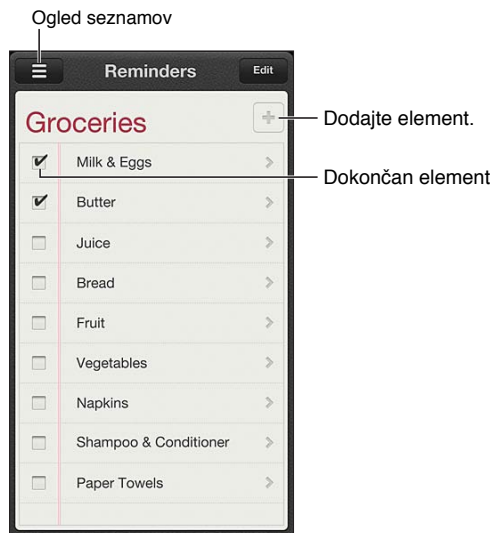 Ogled seznamov
Reminders
Edit
Groceries
Dodajte element.
Milk & Eggs
Dokončan element
Butter
Juice
Bread
Fruit
Vegetables
Napkins
Shampoo & Conditioner
Paper Towels